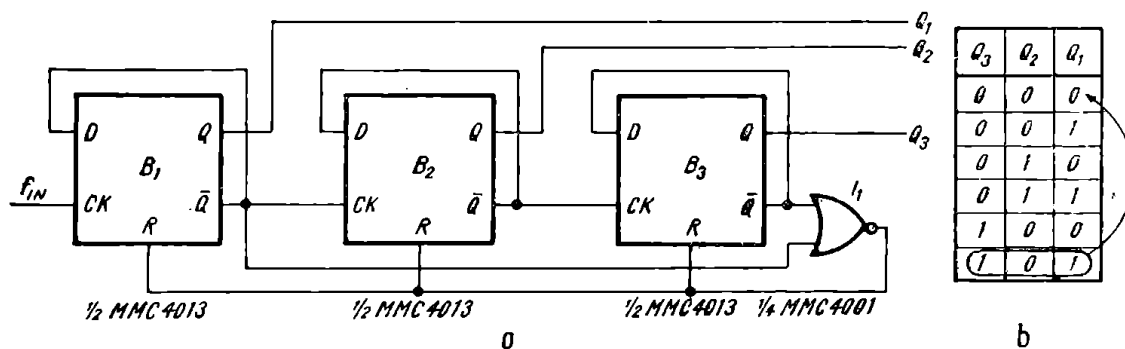 Q1
Q2
D Q D Q D Q Q3
B1 B2 B3
fIN CK Q̄ CK Q̄ CK Q̄ I1
R R R
½ MMC4013 ½ MMC4013 ½ MMC4013 ¼ MMC4001
a
Q3 Q2 Q1
0 0 0
0 0 1
0 1 0
0 1 1
1 0 0
1 0 1
b